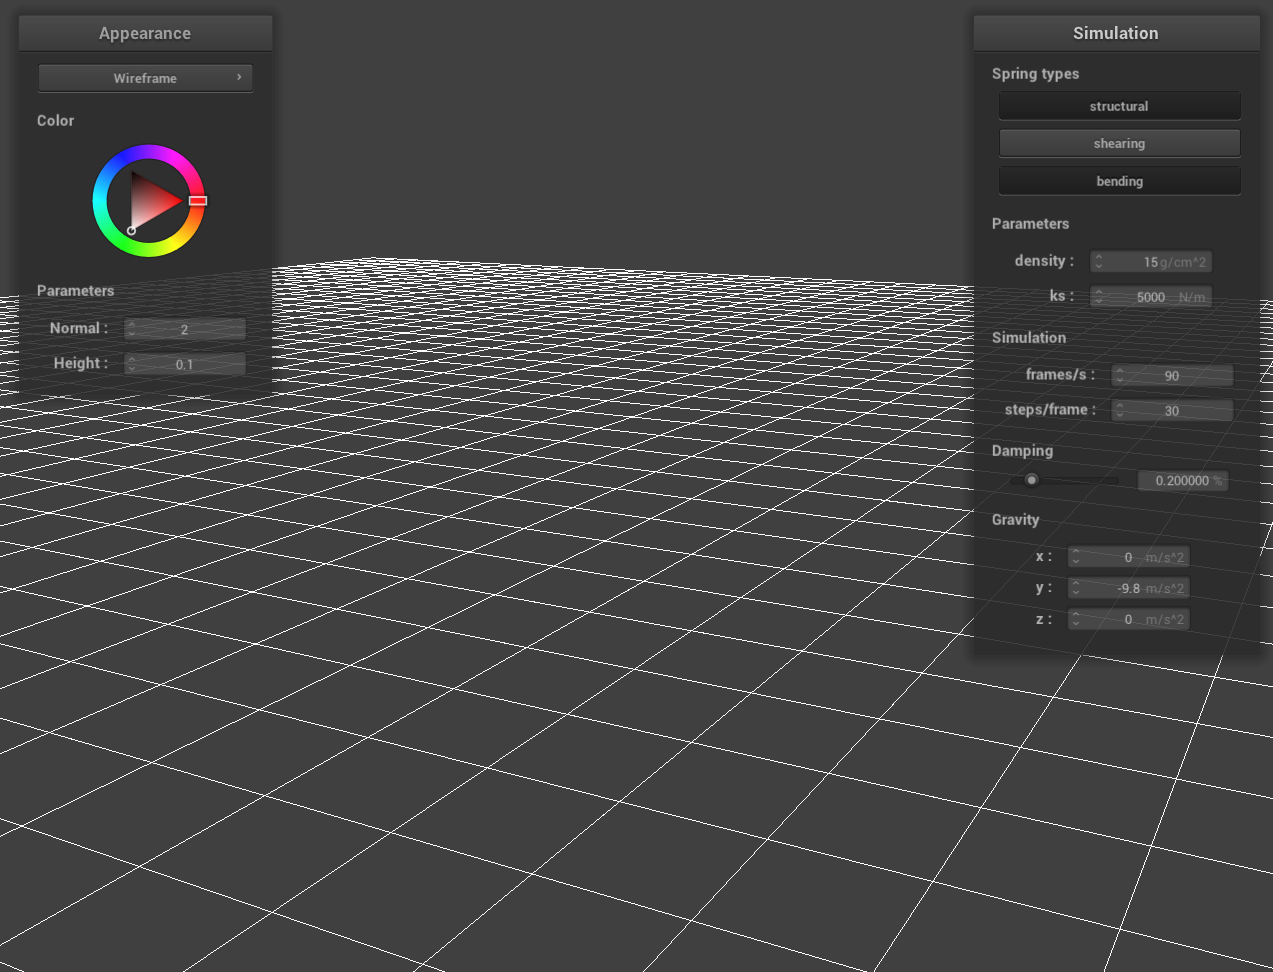 Appearance
Wireframe
Color
Parameters
Normal : 2
Height : 0.1
Simulation
Spring types
structural
shearing
bending
Parameters
density : 15 g/cm^2
ks : 5000 N/m
Simulation
frames/s : 90
steps/frame : 30
Damping
0.200000 %
Gravity
x : 0 m/s^2
y : -9.8 m/s^2
z : 0 m/s^2